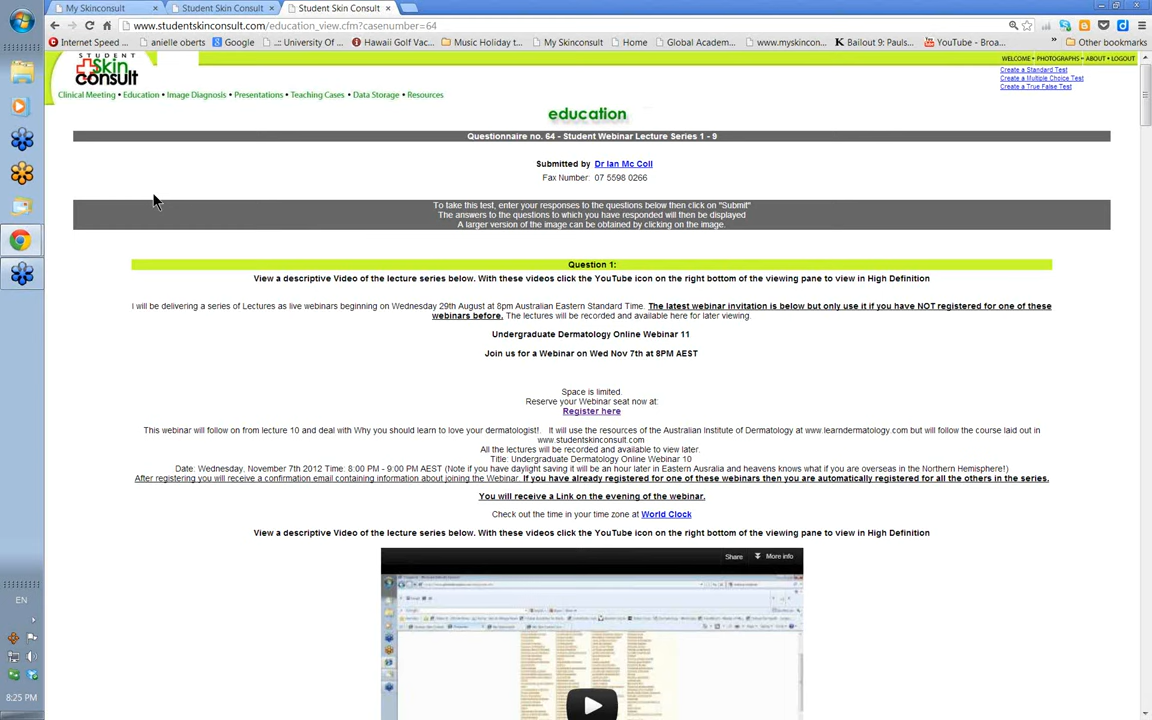 My Skinconsult
Student Skin Consult
Student Skin Consult
www.studentskinconsult.com/education_view.cfm?casenumber=64
Internet Speed ...
anielle oberts
Google
..:: University Of ...
Hawaii Golf Vac...
Music Holiday t...
My Skinconsult
Home
Global Academ...
www.myskincon...
Bailout 9: Pauls...
YouTube - Broa...
Other bookmarks
WELCOME • PHOTOGRAPHS • ABOUT • LOGOUT
STUDENT
Skin
CONSULT
Create a Standard Test
Create a Multiple Choice Test
Create a True False Test
Clinical Meeting • Education • Image Diagnosis • Presentations • Teaching Cases • Data Storage • Resources
education
Questionnaire no. 64 - Student Webinar Lecture Series 1 - 9
Submitted by Dr Ian Mc Coll
Fax Number: 07 5598 0266
To take this test, enter your responses to the questions below then click on "Submit"
The answers to the questions to which you have responded will then be displayed
A larger version of the image can be obtained by clicking on the image.
Question 1:
View a descriptive Video of the lecture series below. With these videos click the YouTube icon on the right bottom of the viewing pane to view in High Definition
I will be delivering a series of Lectures as live webinars beginning on Wednesday 29th August at 8pm Australian Eastern Standard Time. The latest webinar invitation is below but only use it if you have NOT registered for one of these
webinars before. The lectures will be recorded and available here for later viewing.
Undergraduate Dermatology Online Webinar 11
Join us for a Webinar on Wed Nov 7th at 8PM AEST
Space is limited.
Reserve your Webinar seat now at:
Register here
This webinar will follow on from lecture 10 and deal with Why you should learn to love your dermatologist!. It will use the resources of the Australian Institute of Dermatology at www.learndermatology.com but will follow the course laid out in
www.studentskinconsult.com
All the lectures will be recorded and available to view later.
Title: Undergraduate Dermatology Online Webinar 10
Date: Wednesday, November 7th 2012 Time: 8:00 PM - 9:00 PM AEST (Note if you have daylight saving it will be an hour later in Eastern Ausralia and heavens knows what if you are overseas in the Northern Hemisphere!)
After registering you will receive a confirmation email containing information about joining the Webinar. If you have already registered for one of these webinars then you are automatically registered for all the others in the series.
You will receive a Link on the evening of the webinar.
Check out the time in your time zone at World Clock
View a descriptive Video of the lecture series below. With these videos click the YouTube icon on the right bottom of the viewing pane to view in High Definition
Share
More info
EN
8:25 PM